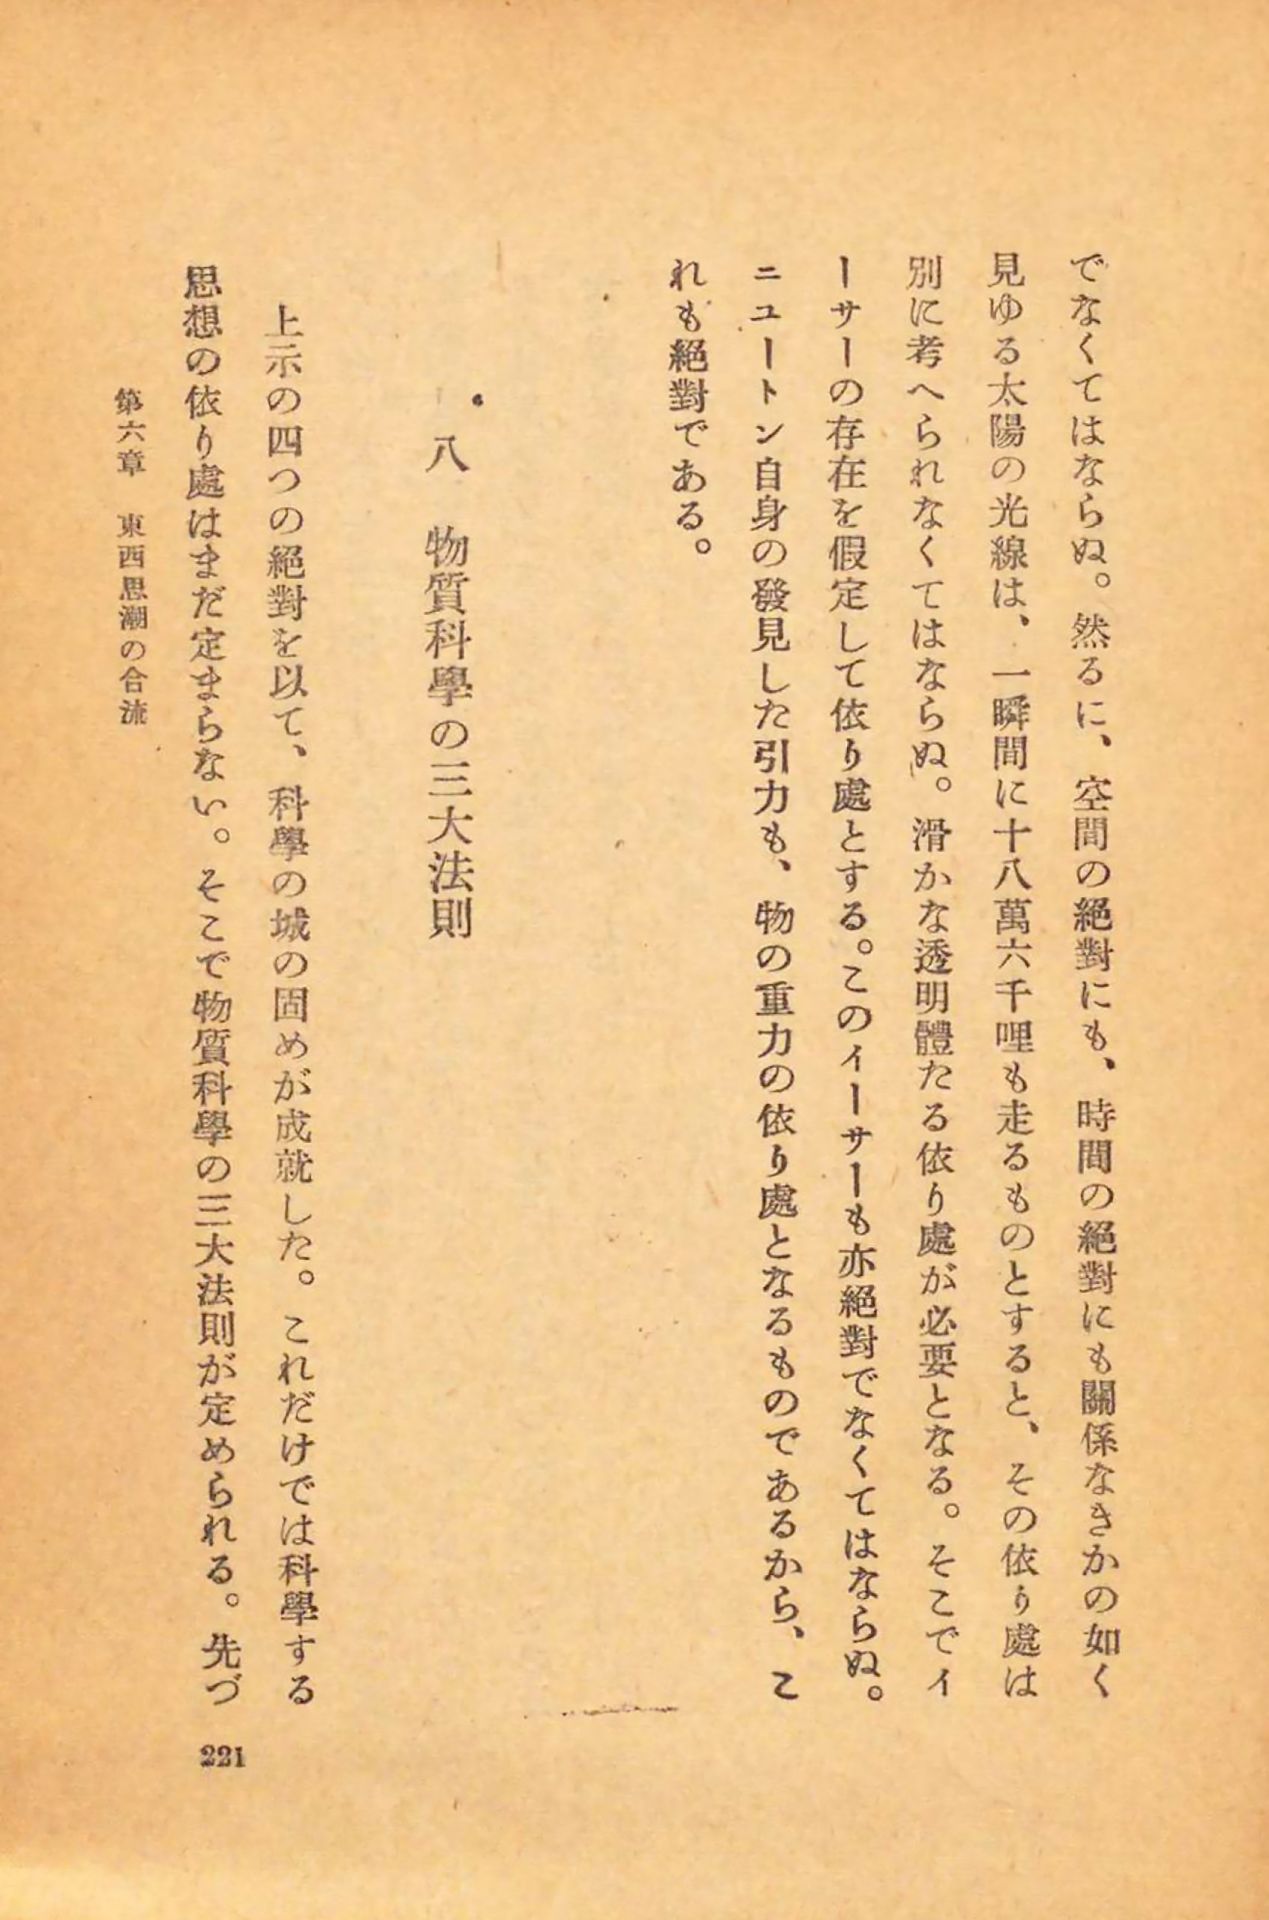 でなくてはならぬ。然るに、空間の絕對にも、時間の絕對にも關係なきかの如く
見ゆる太陽の光線は、一瞬間に十八萬六千哩も走るものとすると、その依り處は
別に考へられなくてはならぬ。滑かな透明體たる依り處が必要となる。そこでイ
ーサーの存在を假定して依り處とする。このイーサーも亦絕對でなくてはならぬ。
ニユートン自身の發見した引力も、物の重力の依り處となるものであるから、こ
れも絕對である。
八 物質科學の三大法則
上示の四つの絕對を以て、科學の城の固めが成就した。これだけでは科學する
思想の依り處はまだ定まらない。そこで物質科學の三大法則が定められる。先づ
第六章 東西思潮の合流
221